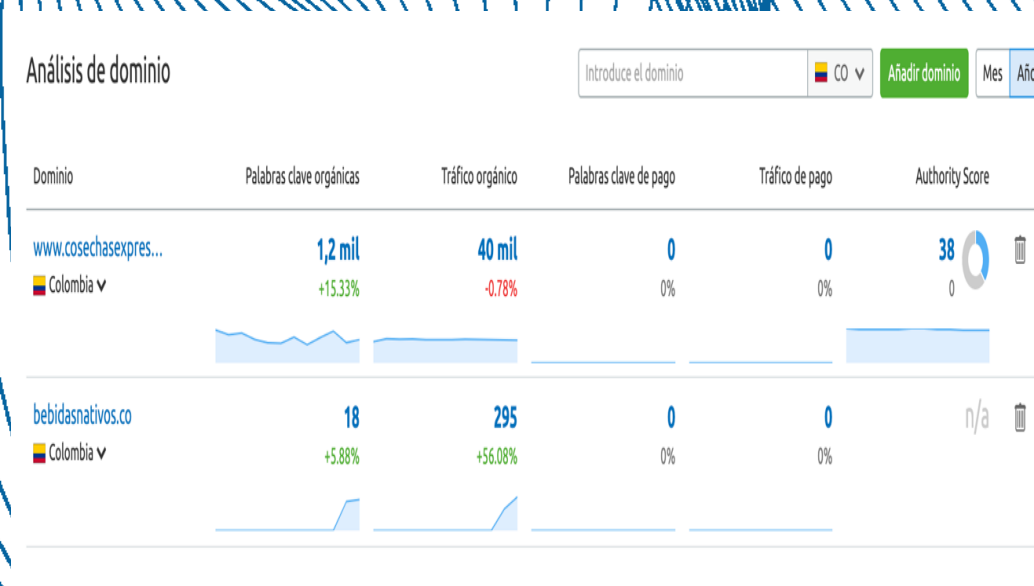 Análisis de dominio
Introduce el dominio CO Añadir dominio Mes
Dominio Palabras clave orgánicas Tráfico orgánico Palabras clave de pago Tráfico de pago Authority Score
www.cosechasexpres... 1,2 mil 40 mil 0 0 38
Colombia +15.33% -0.78% 0% 0% 0
bebidasnativos.co 18 295 0 0 n/a
Colombia +5.88% +56.08% 0% 0%